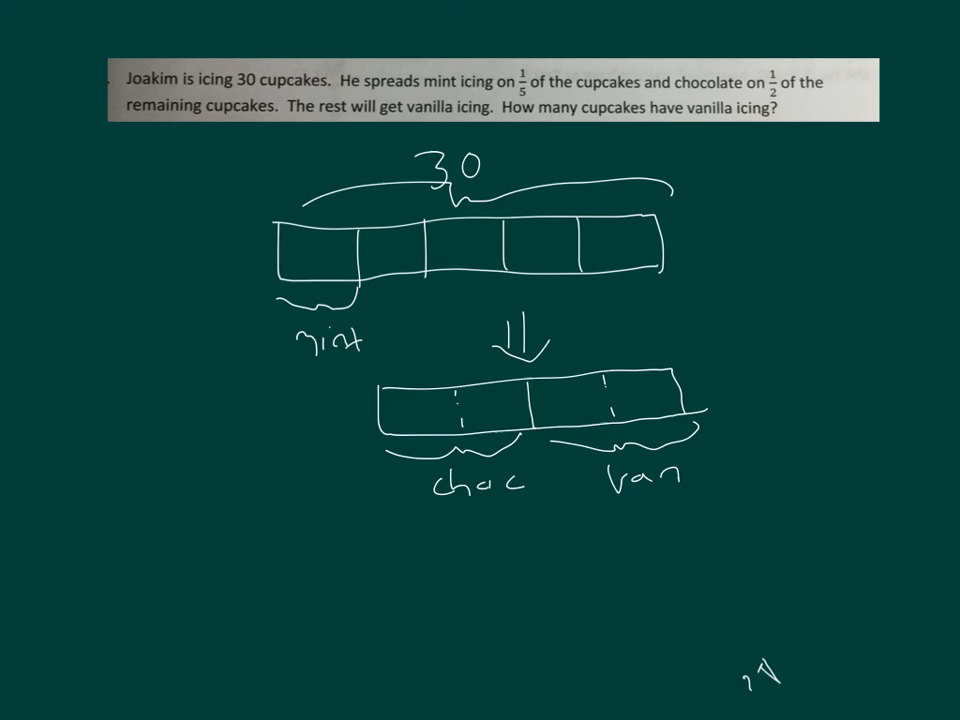 Joakim is icing 30 cupcakes. He spreads mint icing on 1/5 of the cupcakes and chocolate on 1/2 of the
remaining cupcakes. The rest will get vanilla icing. How many cupcakes have vanilla icing?
30
mint
choc van